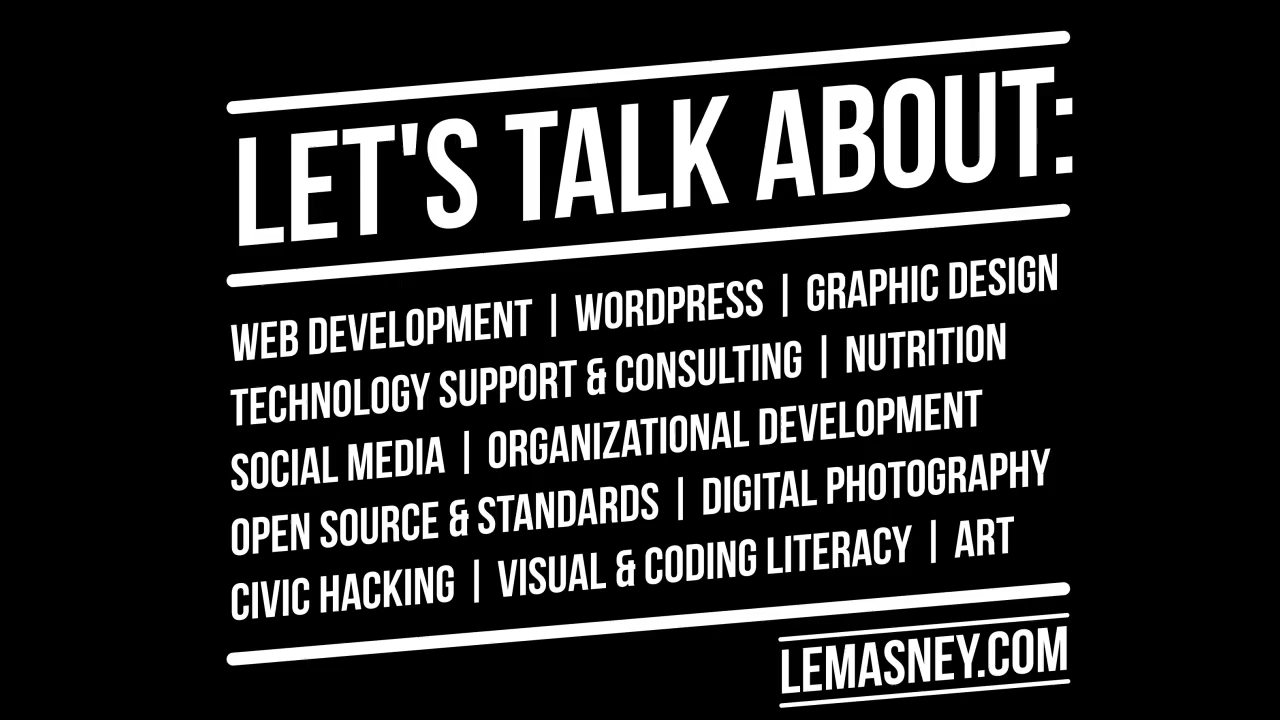 LET'S TALK ABOUT:
WEB DEVELOPMENT | WORDPRESS | GRAPHIC DESIGN
TECHNOLOGY SUPPORT & CONSULTING | NUTRITION
SOCIAL MEDIA | ORGANIZATIONAL DEVELOPMENT
OPEN SOURCE & STANDARDS | DIGITAL PHOTOGRAPHY
CIVIC HACKING | VISUAL & CODING LITERACY | ART
LEMASNEY.COM